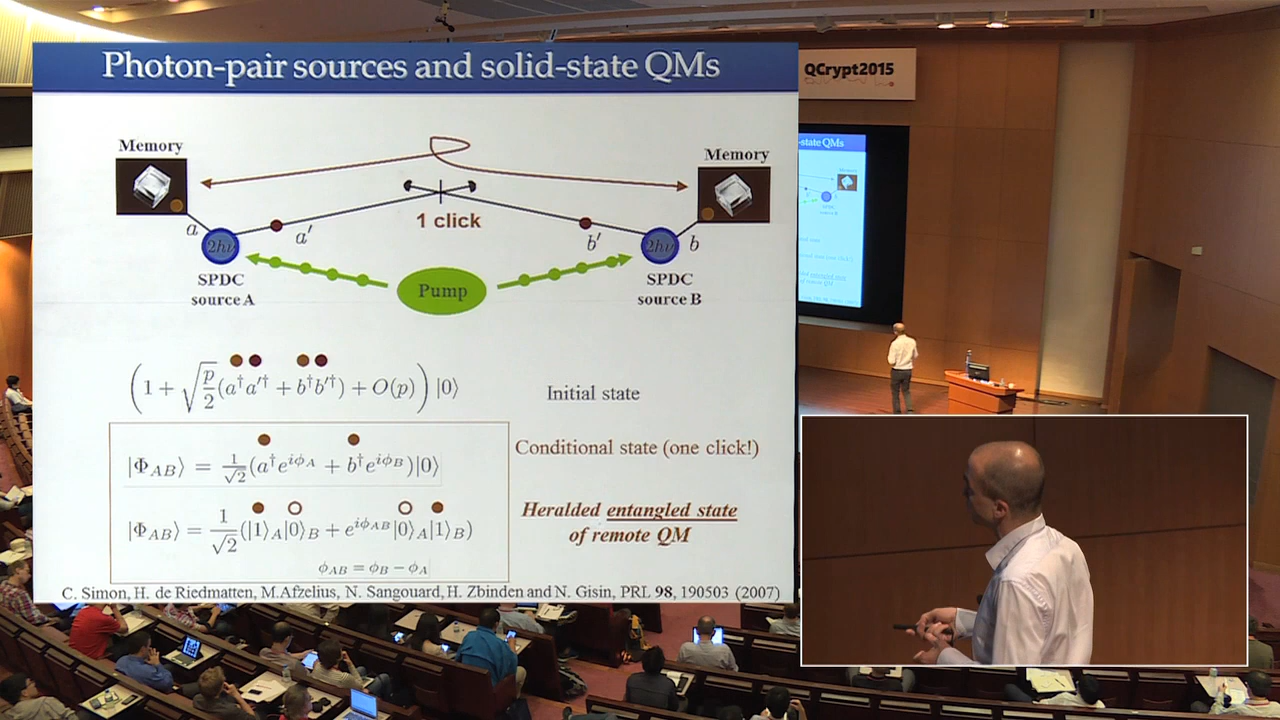 Photon-pair sources and solid-state QMs
QCrypt2015
Memory
Memory
1 click
a
a′
b′
b
2hν
2hν
SPDC
source A
Pump
SPDC
source B
(1 + √(p/2)(a†a′† + b†b′†) + O(p))|0⟩
Initial state
Conditional state (one click!)
|Φ_AB⟩ = 1/√2(a†e^{iϕ_A} + b†e^{iϕ_B})|0⟩
Heralded entangled state
of remote QM
|Φ_AB⟩ = 1/√2(|1⟩_A|0⟩_B + e^{iϕ_AB}|0⟩_A|1⟩_B)
ϕ_AB = ϕ_B − ϕ_A
C. Simon, H. de Riedmatten, M.Afzelius, N. Sangouard, H. Zbinden and N. Gisin, PRL 98, 190503 (2007)
-state QMs
Memory